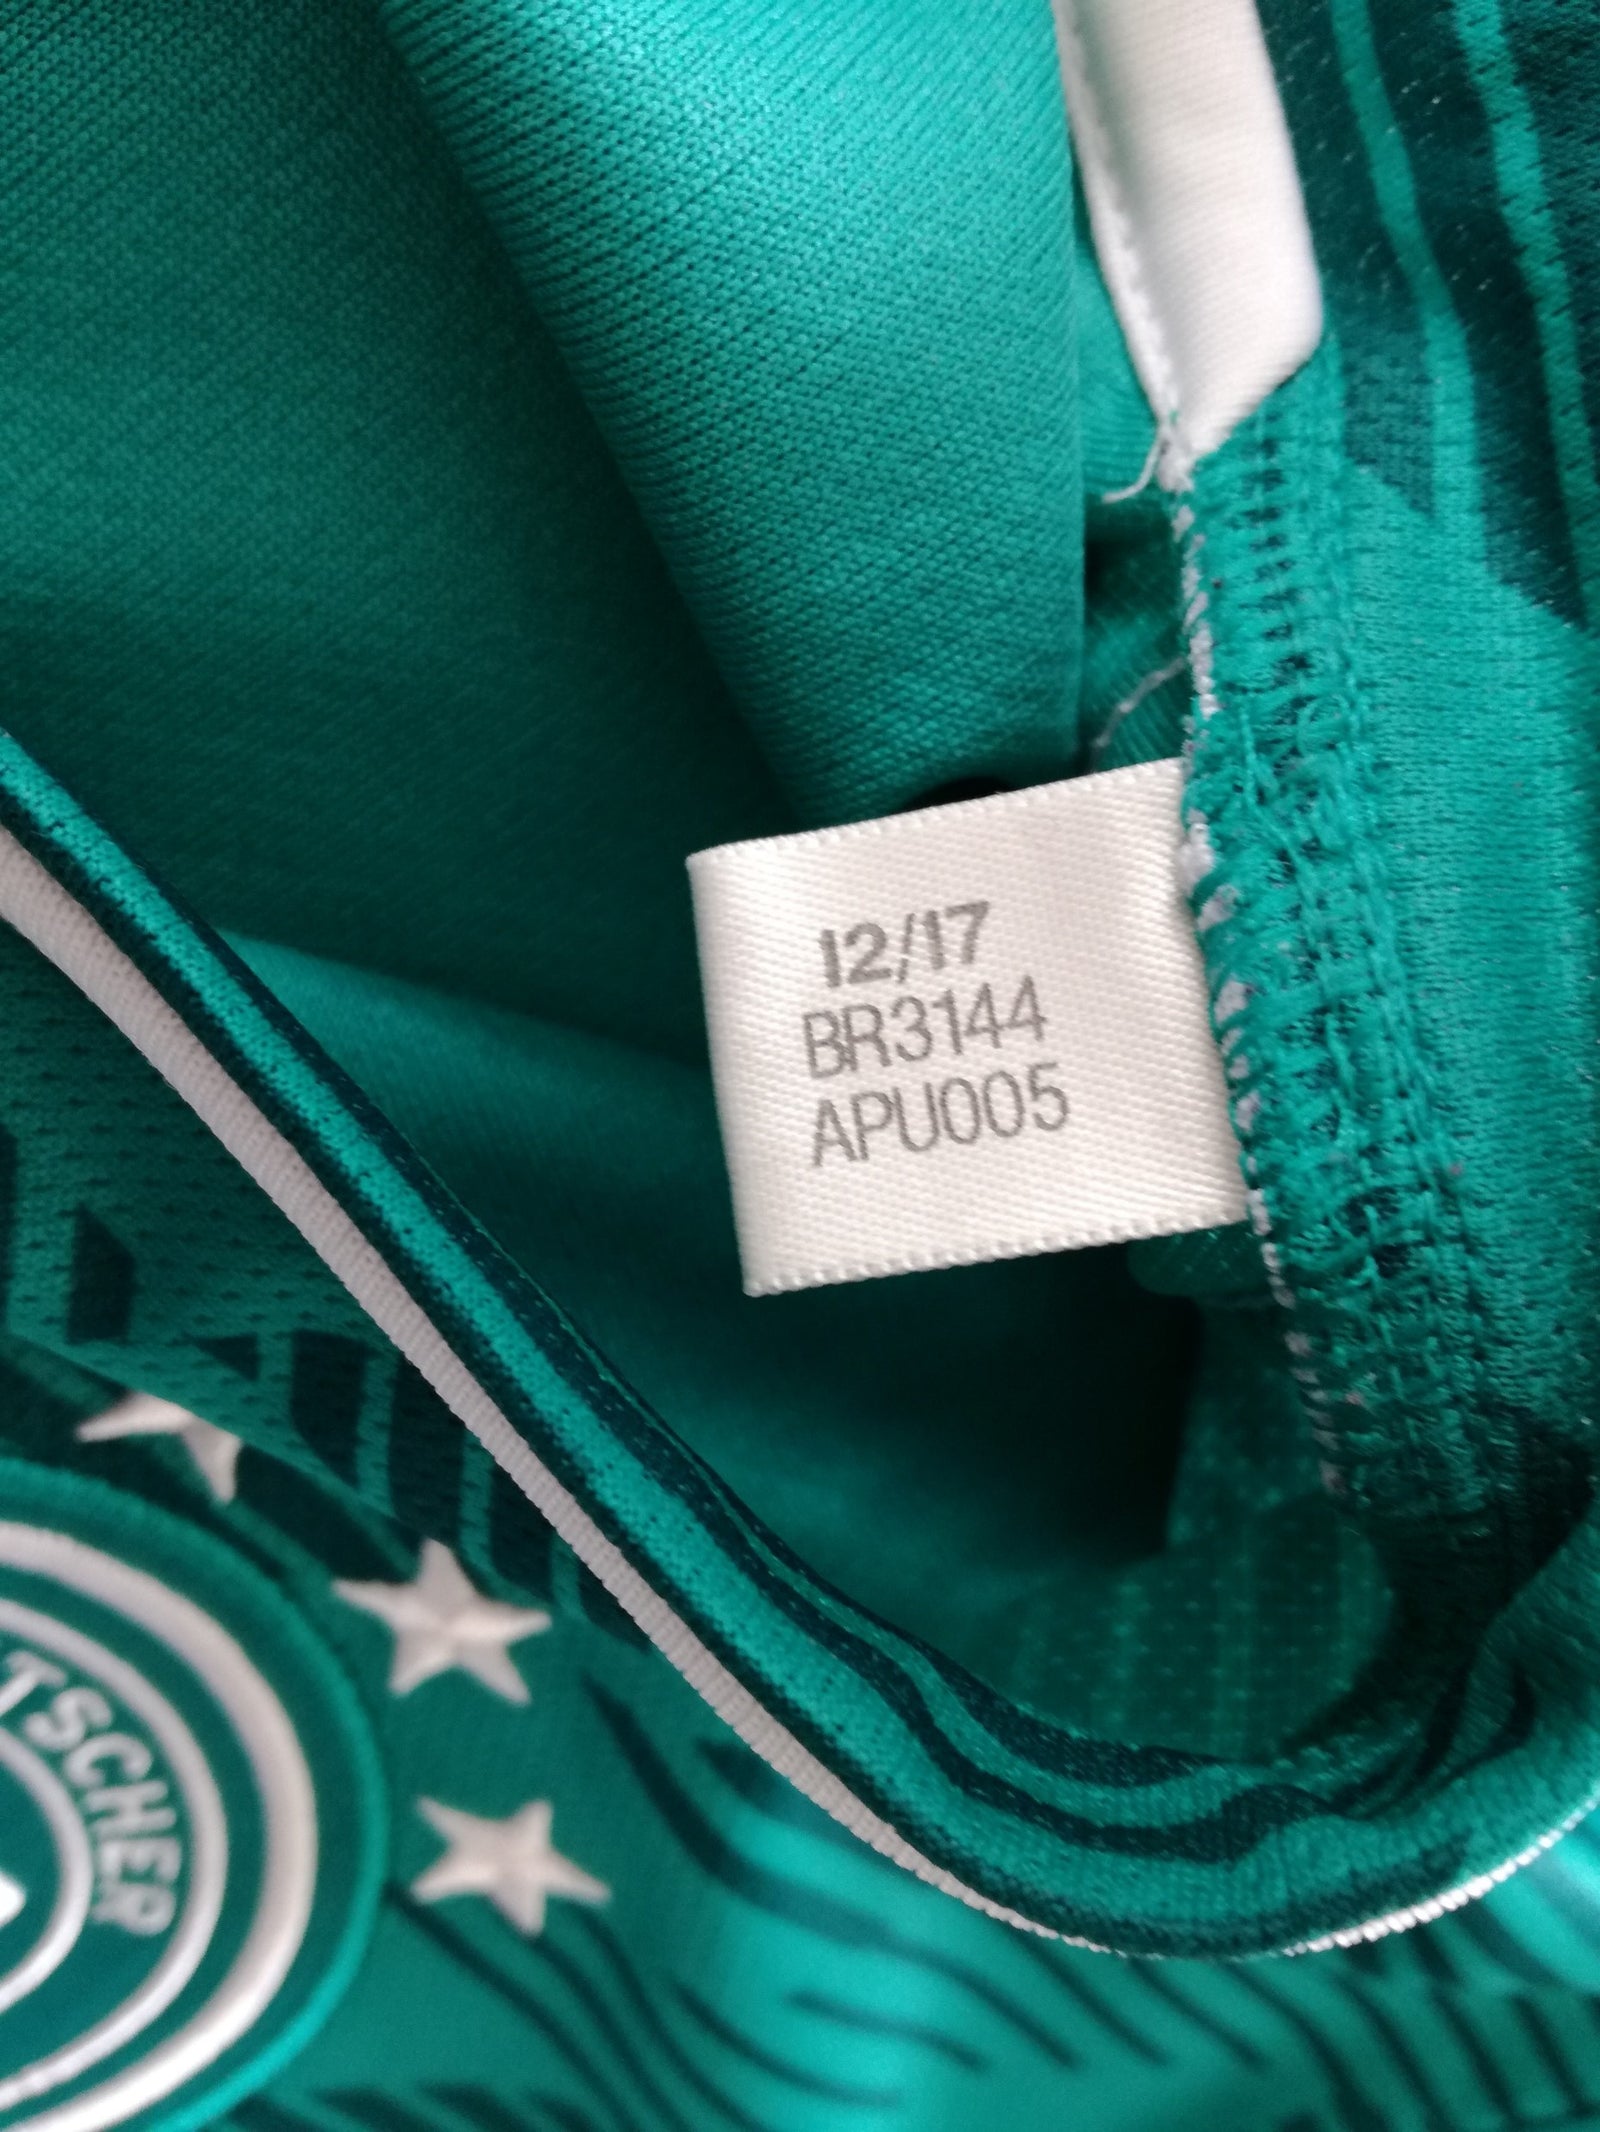 12/17
BR3144
APU005
TSCHER